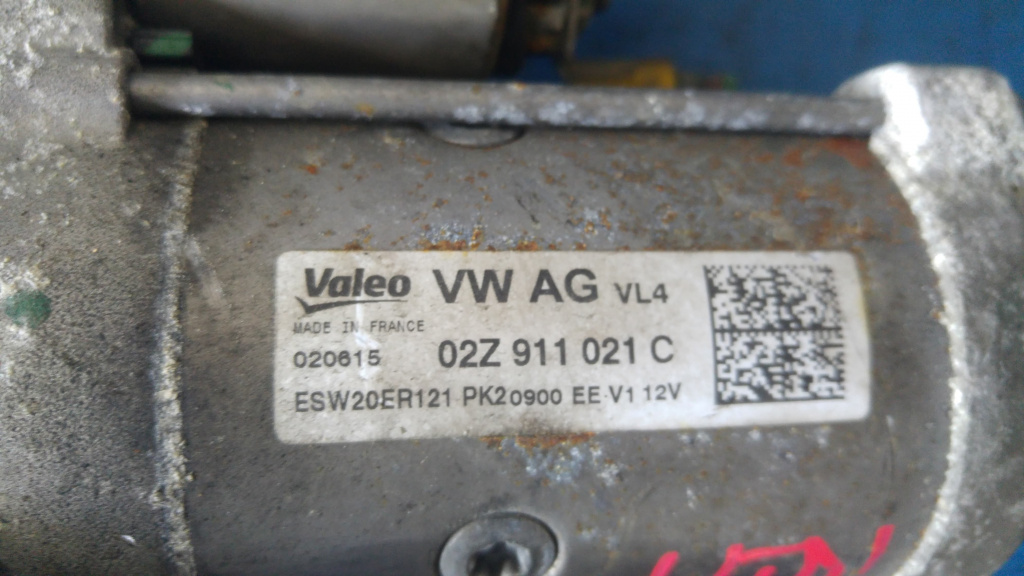 Valeo VW AG VL4
MADE IN FRANCE
020615 02Z 911 021 C
ESW20ER121 PK20900 EE V1 12V